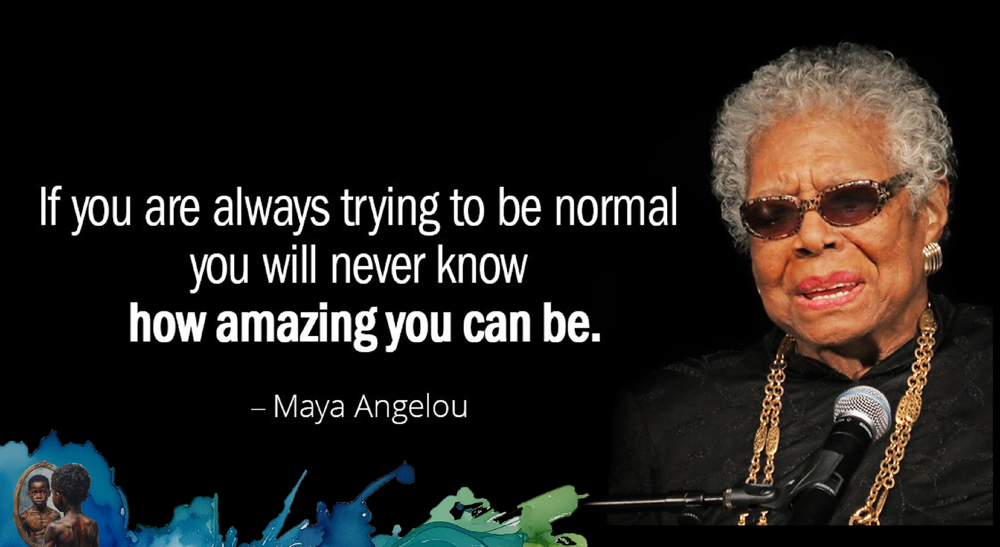 If you are always trying to be normal
you will never know
how amazing you can be.
– Maya Angelou